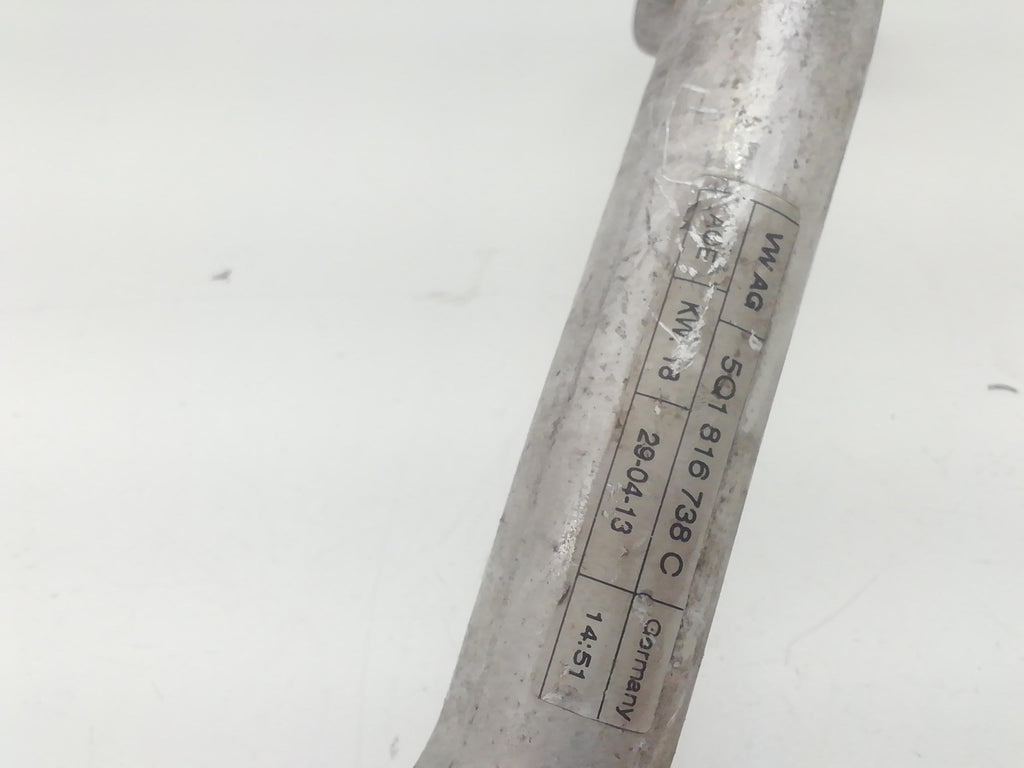 VW AG 5Q1 816 738 C Germany
KW. 18 29-04-13 14:51